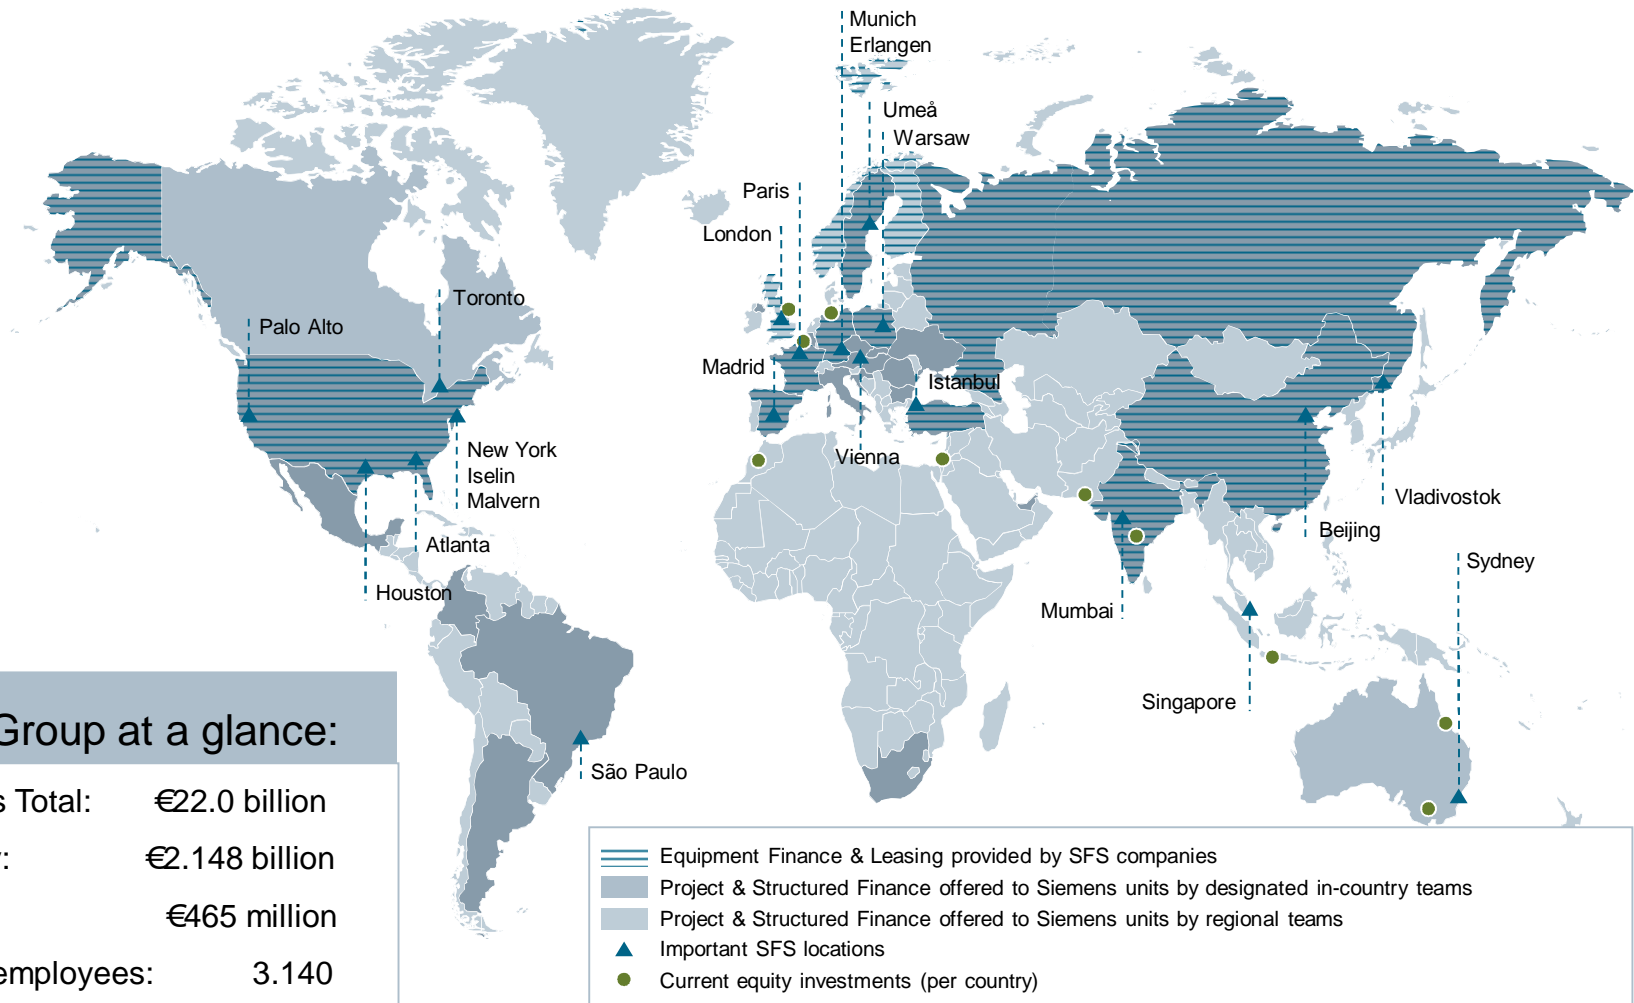 Munich
Erlangen
Umeå
Warsaw
Paris
London
Toronto
Palo Alto
Madrid
Istanbul
New York
Iselin
Malvern
Vienna
Vladivostok
Atlanta
Beijing
Houston
Sydney
Mumbai
Singapore
São Paulo
Group at a glance:
s Total: €22.0 billion
: €2.148 billion
€465 million
employees: 3.140
Equipment Finance & Leasing provided by SFS companies
Project & Structured Finance offered to Siemens units by designated in-country teams
Project & Structured Finance offered to Siemens units by regional teams
Important SFS locations
Current equity investments (per country)